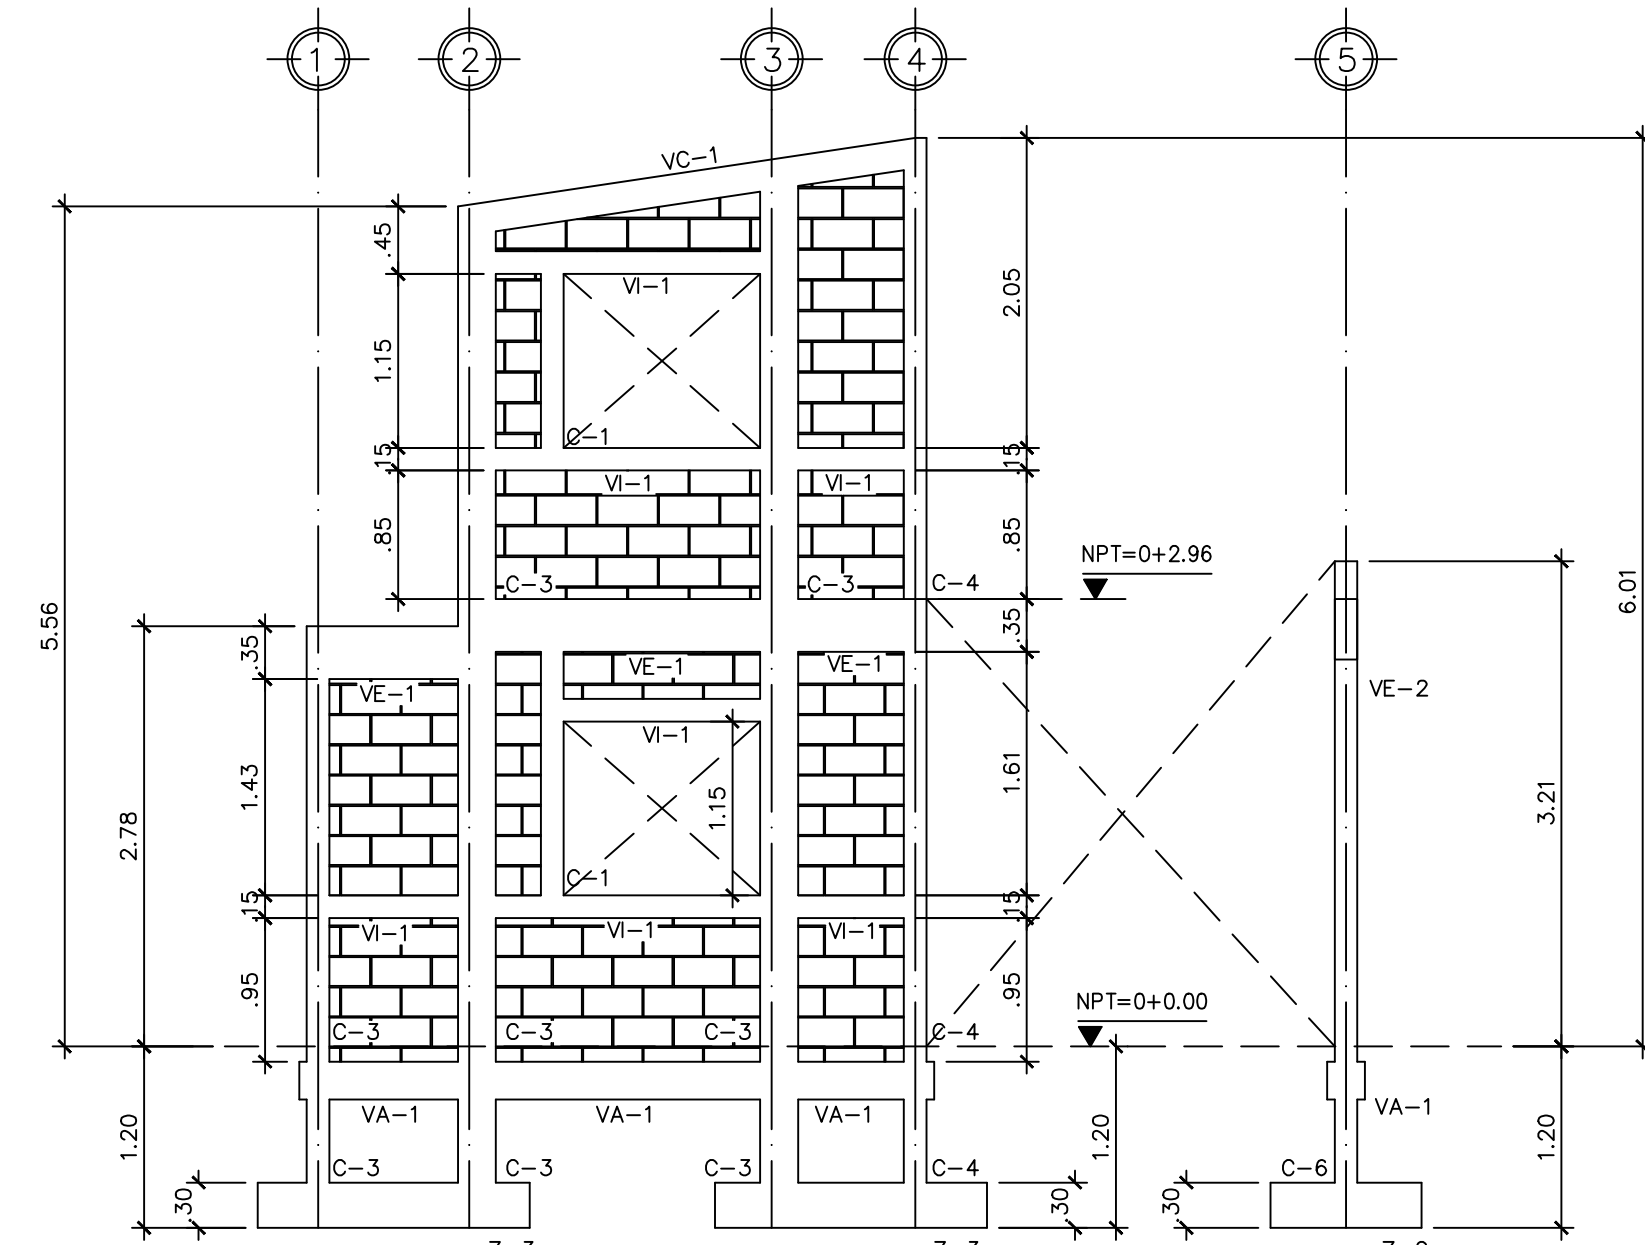 1 2 3 4 5
VC-1
.45
2.05
VI-1
1.15
C-1
.15 .15
VI-1 VI-1
.85 .85
NPT=0+2.96
C-3 C-3 C-4
5.56 6.01
.35 .35
VE-1 VE-1 VE-1
VE-2
VI-1
1.43 1.15 1.61
2.78 3.21
C-1
.15 .15
VI-1 VI-1 VI-1
.95 .95
NPT=0+0.00
C-3 C-3 C-3 C-4
VA-1 VA-1 VA-1 VA-1
1.20 1.20 1.20
C-3 C-3 C-3 C-4 C-6
.30 .30 .30